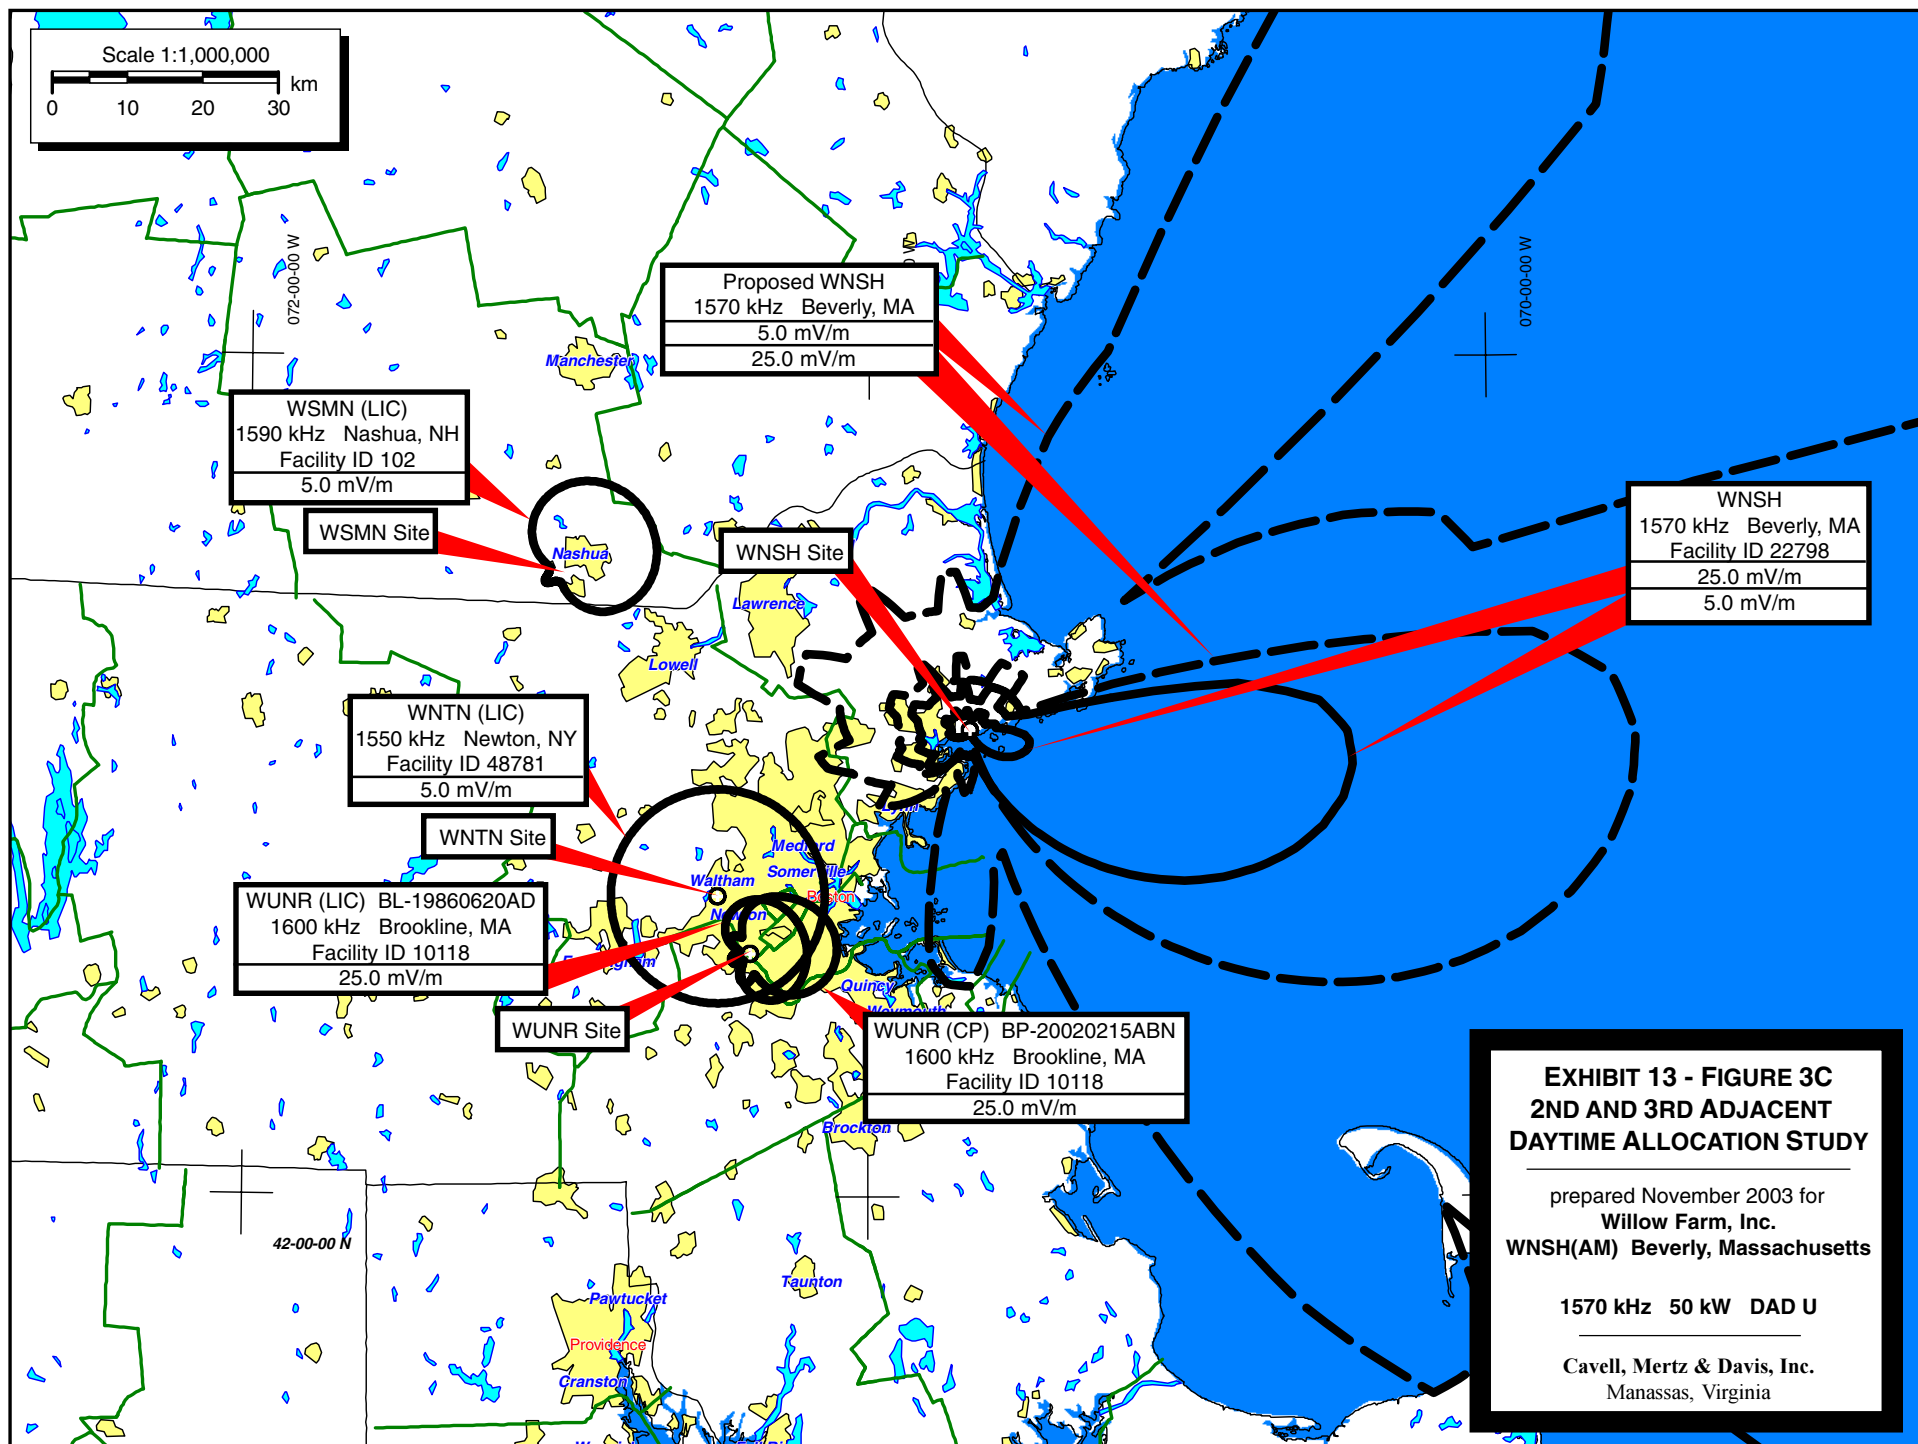 Scale 1:1,000,000
km
0 10 20 30
072-00-00 W
0 W
070-00-00 W
Proposed WNSH
1570 kHz Beverly, MA
5.0 mV/m
25.0 mV/m
Manchester
WSMN (LIC)
1590 kHz Nashua, NH
Facility ID 102
5.0 mV/m
WSMN Site
Nashua
WNSH Site
WNSH
1570 kHz Beverly, MA
Facility ID 22798
25.0 mV/m
5.0 mV/m
Lawrence
Lowell
WNTN (LIC)
1550 kHz Newton, NY
Facility ID 48781
5.0 mV/m
WNTN Site
Medford
Somerville
Waltham
Boston
Newton
WUNR (LIC) BL-19860620AD
1600 kHz Brookline, MA
Facility ID 10118
25.0 mV/m
Quincy
Weymouth
WUNR Site
WUNR (CP) BP-20020215ABN
1600 kHz Brookline, MA
Facility ID 10118
25.0 mV/m
Brockton
42-00-00 N
Taunton
Pawtucket
Providence
Cranston
EXHIBIT 13 - FIGURE 3C
2ND AND 3RD ADJACENT
DAYTIME ALLOCATION STUDY
prepared November 2003 for
Willow Farm, Inc.
WNSH(AM) Beverly, Massachusetts
1570 kHz 50 kW DAD U
Cavell, Mertz & Davis, Inc.
Manassas, Virginia